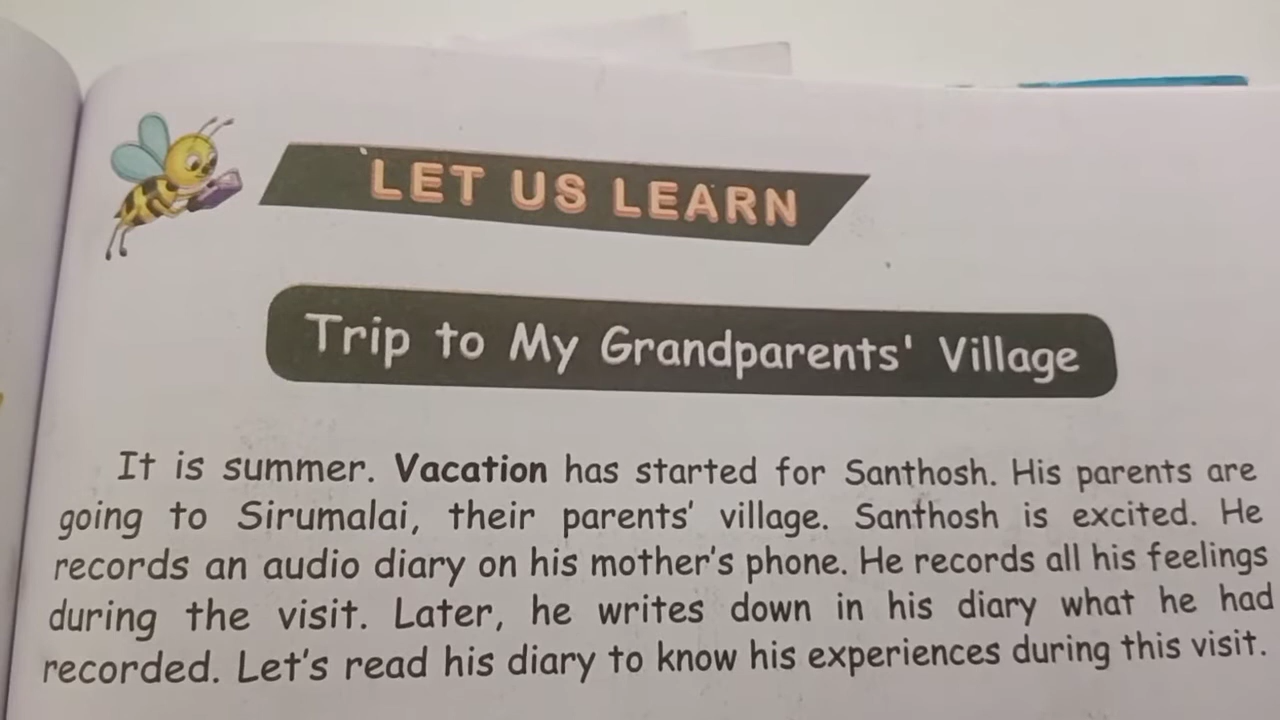 LET US LEARN
Trip to My Grandparents' Village
It is summer. Vacation has started for Santhosh. His parents are
going to Sirumalai, their parents' village. Santhosh is excited. He
records an audio diary on his mother's phone. He records all his feelings
during the visit. Later, he writes down in his diary what he had
recorded. Let's read his diary to know his experiences during this visit.